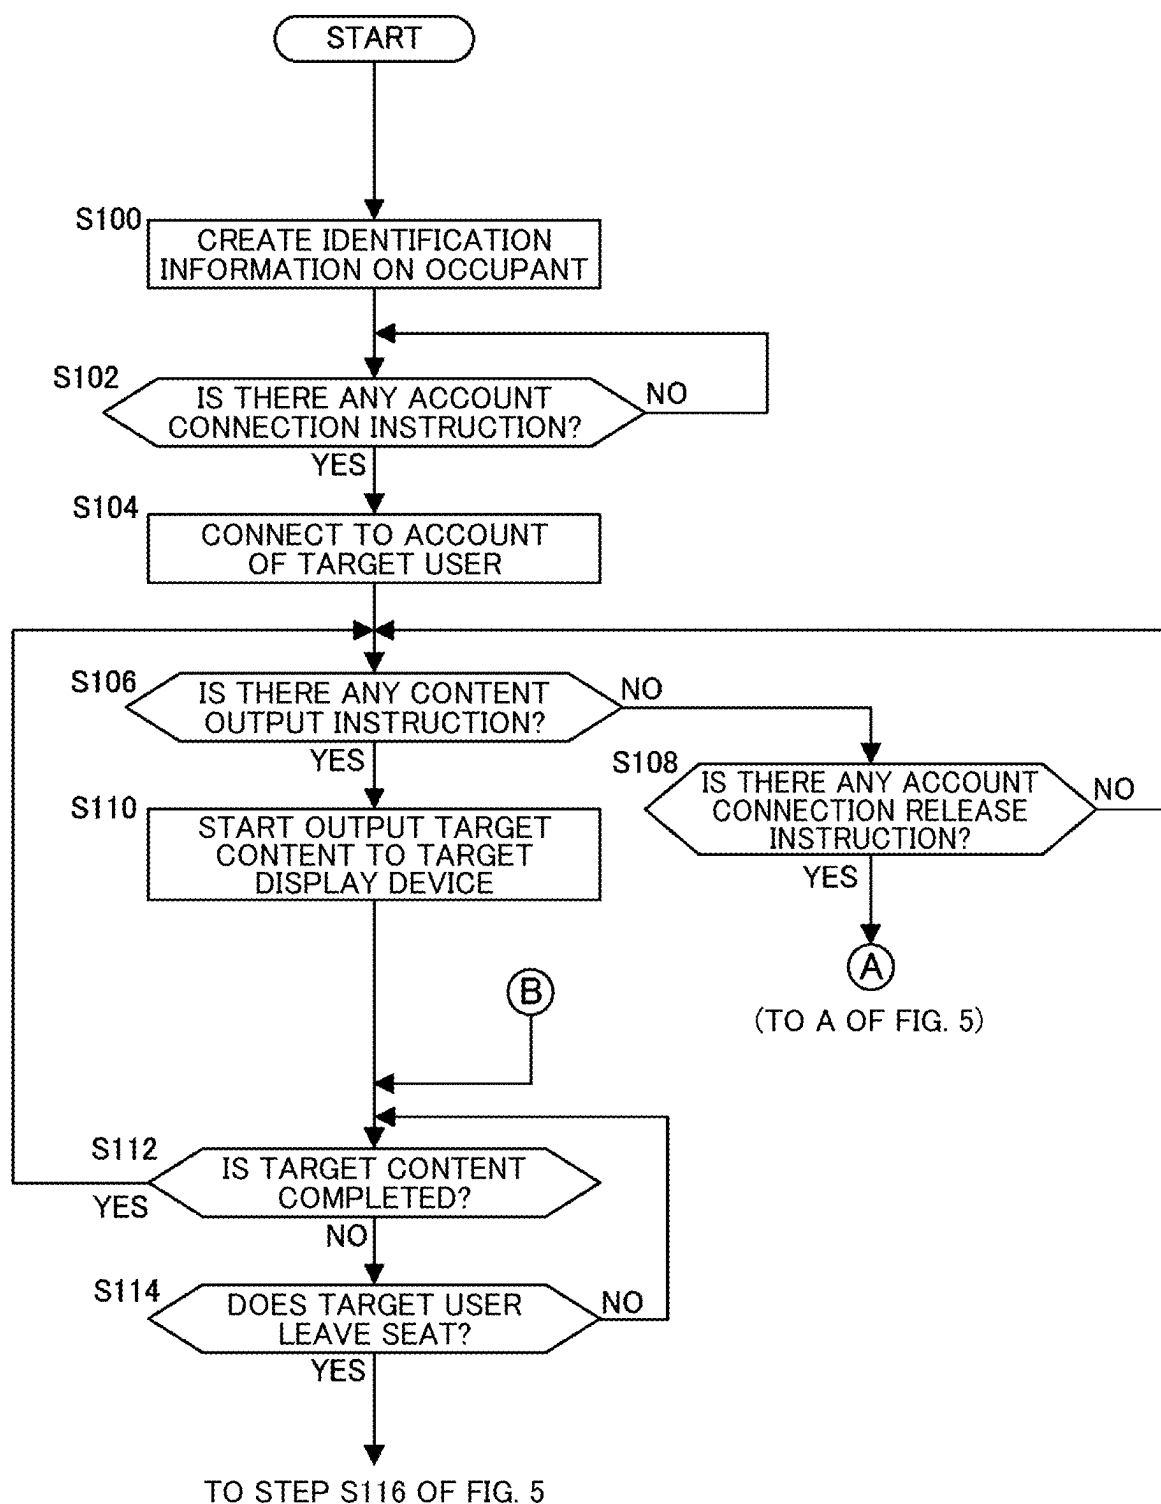 START
S100
CREATE IDENTIFICATION
INFORMATION ON OCCUPANT
S102
IS THERE ANY ACCOUNT
CONNECTION INSTRUCTION?
NO
YES
S104
CONNECT TO ACCOUNT
OF TARGET USER
S106
IS THERE ANY CONTENT
OUTPUT INSTRUCTION?
NO
YES
S108
IS THERE ANY ACCOUNT
CONNECTION RELEASE
INSTRUCTION?
NO
YES
A
(TO A OF FIG. 5)
S110
START OUTPUT TARGET
CONTENT TO TARGET
DISPLAY DEVICE
B
S112
IS TARGET CONTENT
COMPLETED?
YES
NO
S114
DOES TARGET USER
LEAVE SEAT?
NO
YES
TO STEP S116 OF FIG. 5